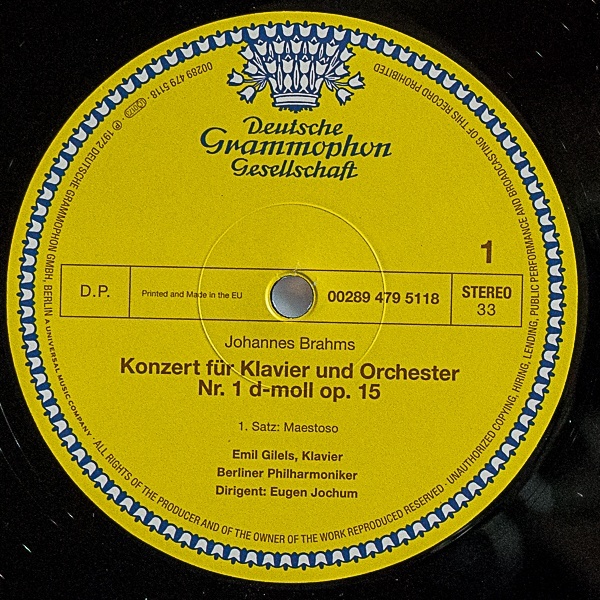 Deutsche
Grammophon
Gesellschaft
1
D.P.
Printed and Made in the EU
00289 479 5118
STEREO
33
Johannes Brahms
Konzert für Klavier und Orchester
Nr. 1 d-moll op. 15
1. Satz: Maestoso
Emil Gilels, Klavier
Berliner Philharmoniker
Dirigent: Eugen Jochum
00289 479 5118 · ℗ 1972 DEUTSCHE GRAMMOPHON GMBH, BERLIN A UNIVERSAL MUSIC COMPANY · ALL RIGHTS OF THE PRODUCER AND OF THE OWNER OF THE WORK REPRODUCED RESERVED · UNAUTHORIZED COPYING, HIRING, LENDING, PUBLIC PERFORMANCE AND BROADCASTING OF THIS RECORD PROHIBITED